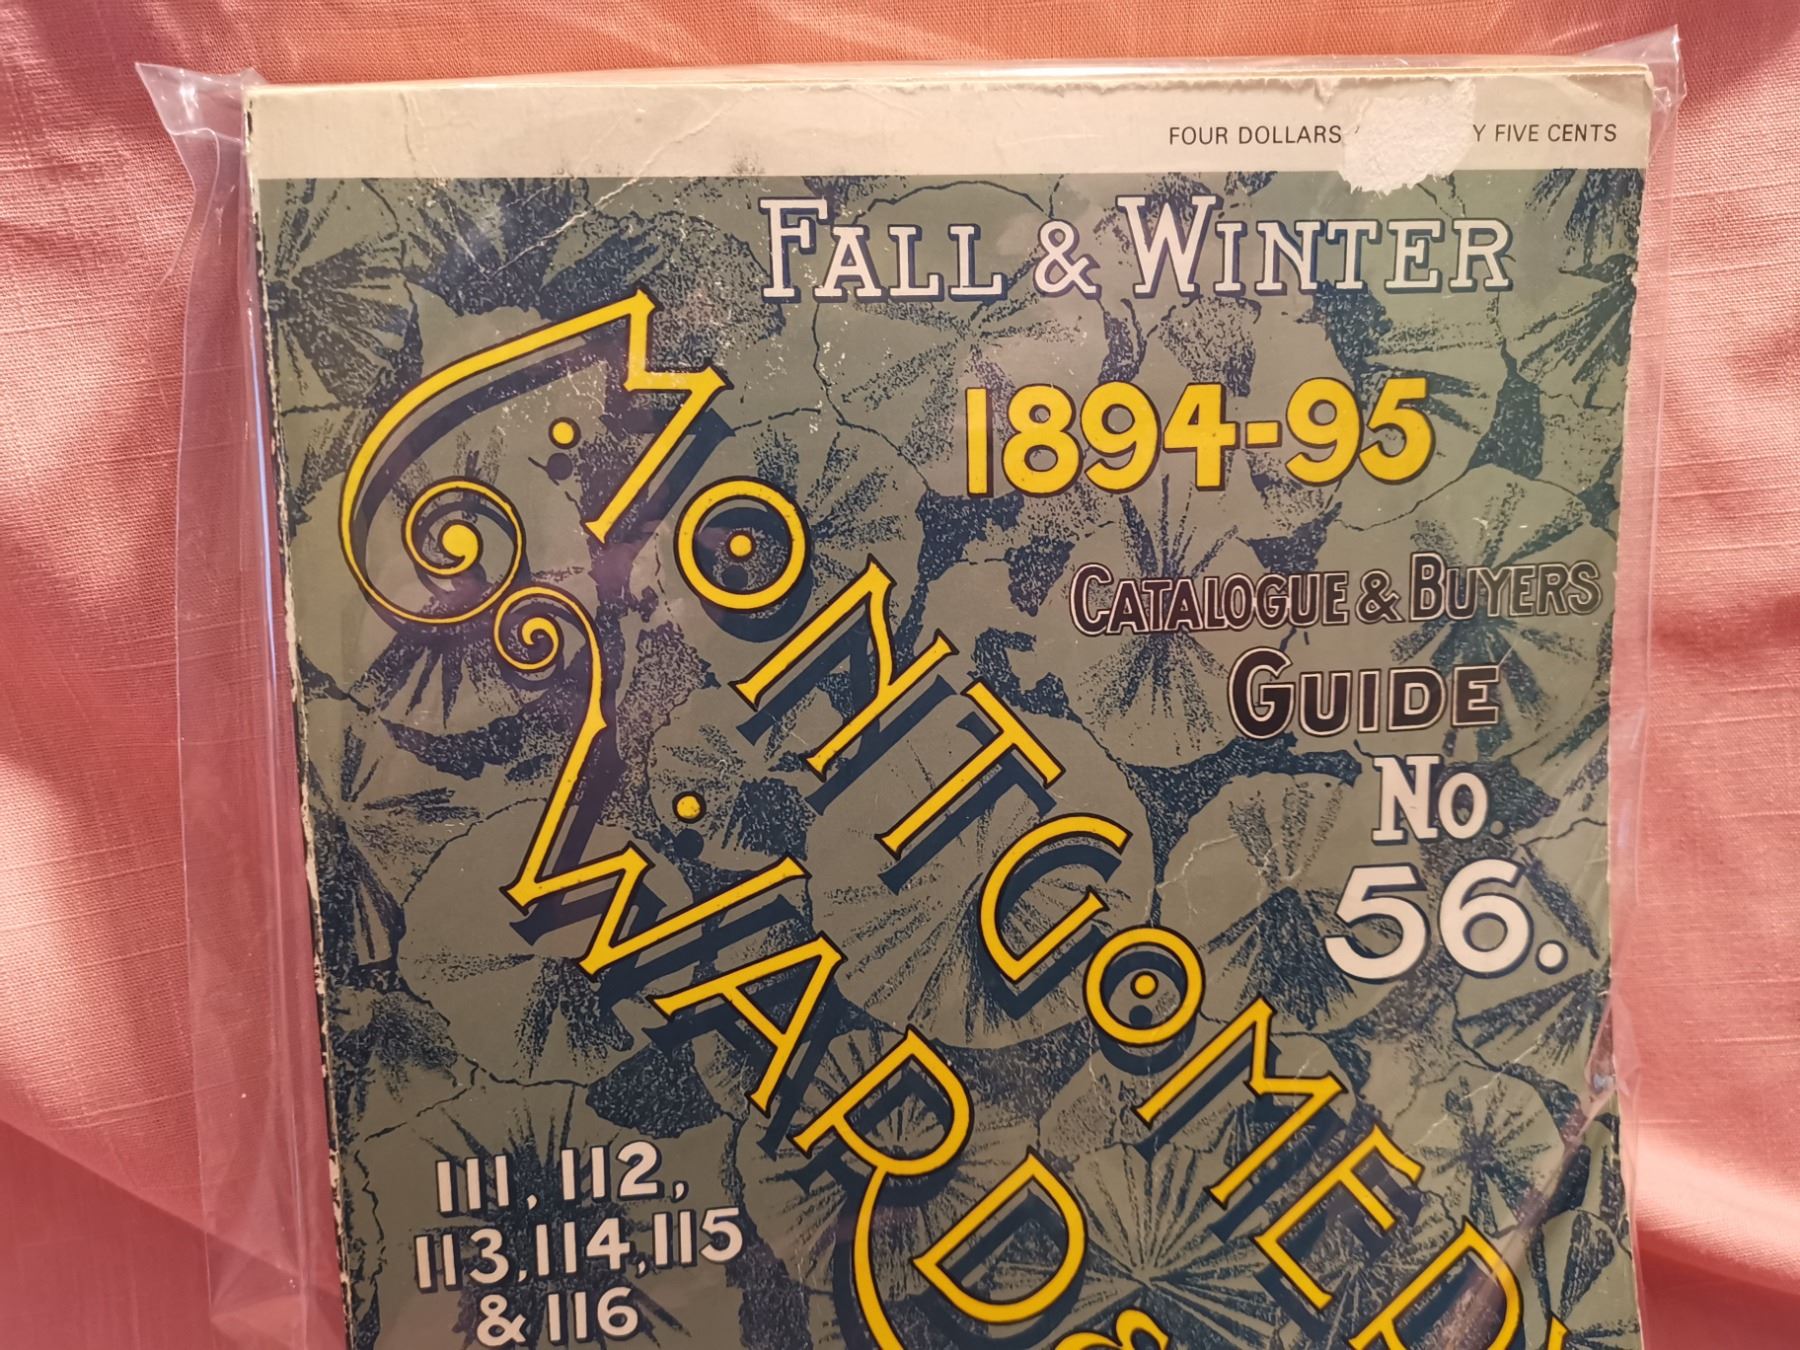 FOUR DOLLARS Y FIVE CENTS
FALL & WINTER
1894-95
CATALOGUE & BUYERS
GUIDE
No.
56.
MONTGOMERY
WARD &
111, 112,
113, 114, 115
& 116